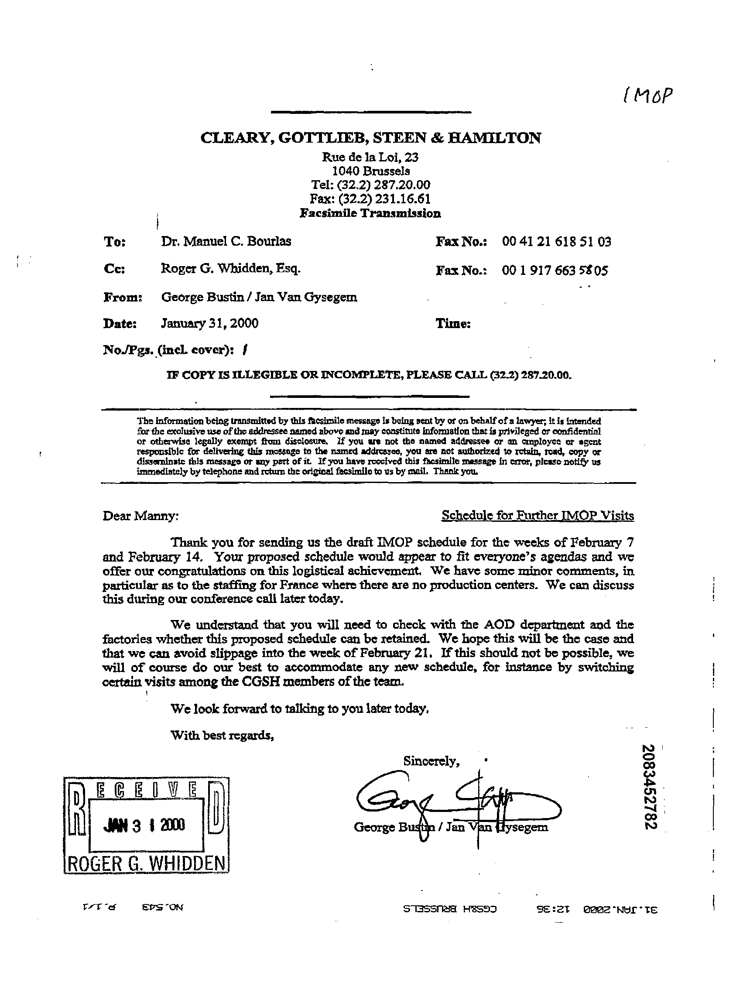 IMOP
CLEARY, GOTTLIEB, STEEN & HAMILTON
Rue de la Loi, 23
1040 Brussels
Tel: (32.2) 287.20.00
Fax: (32.2) 231.16.61
Facsimile Transmission
To: Dr. Manuel C. Bourlas Fax No.: 00 41 21 618 51 03
Cc: Roger G. Whidden, Esq. Fax No.: 00 1 917 663 5805
From: George Bustin / Jan Van Gysegem
Date: January 31, 2000 Time:
No./Pgs. (incl. cover): 1
IF COPY IS ILLEGIBLE OR INCOMPLETE, PLEASE CALL (32.2) 287.20.00.
The information being transmitted by this facsimile message is being sent by or on behalf of a lawyer; it is intended
for the exclusive use of the addressee named above and may constitute information that is privileged or confidential
or otherwise legally exempt from disclosure. If you are not the named addressee or an employee or agent
responsible for delivering this message to the named addressee, you are not authorized to retain, read, copy or
disseminate this message or any part of it. If you have received this facsimile message in error, please notify us
immediately by telephone and return the original facsimile to us by mail. Thank you.
Dear Manny: Schedule for Further IMOP Visits
Thank you for sending us the draft IMOP schedule for the weeks of February 7
and February 14. Your proposed schedule would appear to fit everyone's agendas and we
offer our congratulations on this logistical achievement. We have some minor comments, in
particular as to the staffing for France where there are no production centers. We can discuss
this during our conference call later today.
We understand that you will need to check with the AOD department and the
factories whether this proposed schedule can be retained. We hope this will be the case and
that we can avoid slippage into the week of February 21. If this should not be possible, we
will of course do our best to accommodate any new schedule, for instance by switching
certain visits among the CGSH members of the team.
We look forward to talking to you later today.
With best regards,
Sincerely,
George Bustin / Jan Van Gysegem
RECEIVED
JAN 31 2000
ROGER G. WHIDDEN
2083452782
31.JAN.2000 12:36 CGS&H BRUSSELS NO.543 P.1/1